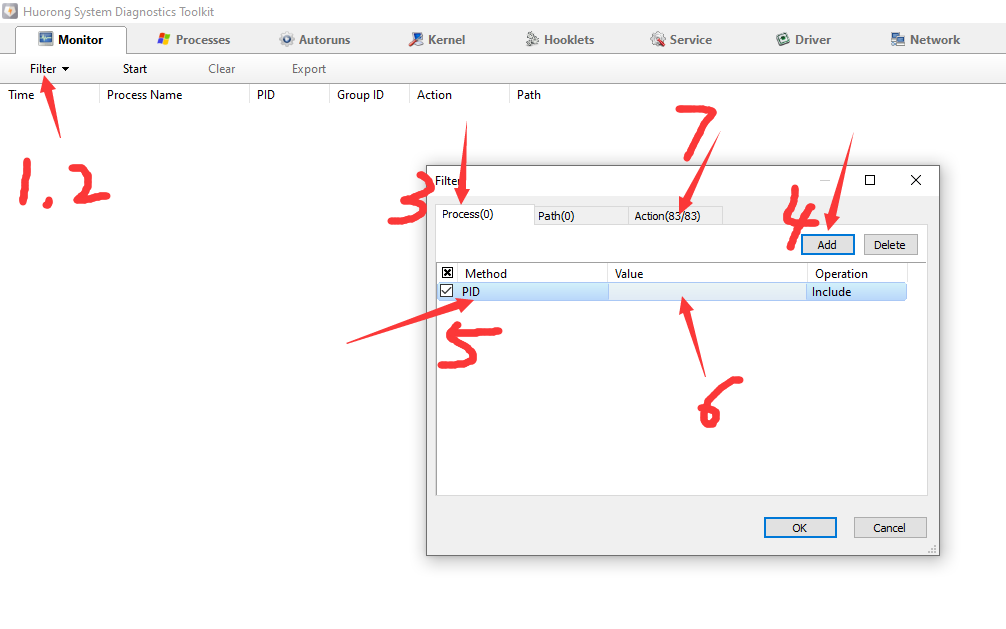 Huorong System Diagnostics Toolkit
Monitor Processes Autoruns Kernel Hooklets Service Driver Network
Filter Start Clear Export
Time Process Name PID Group ID Action Path
1.2
3
7
4
Filter
Process(0) Path(0) Action(83/83)
Add Delete
Method Value Operation
PID Include
5
6
OK Cancel